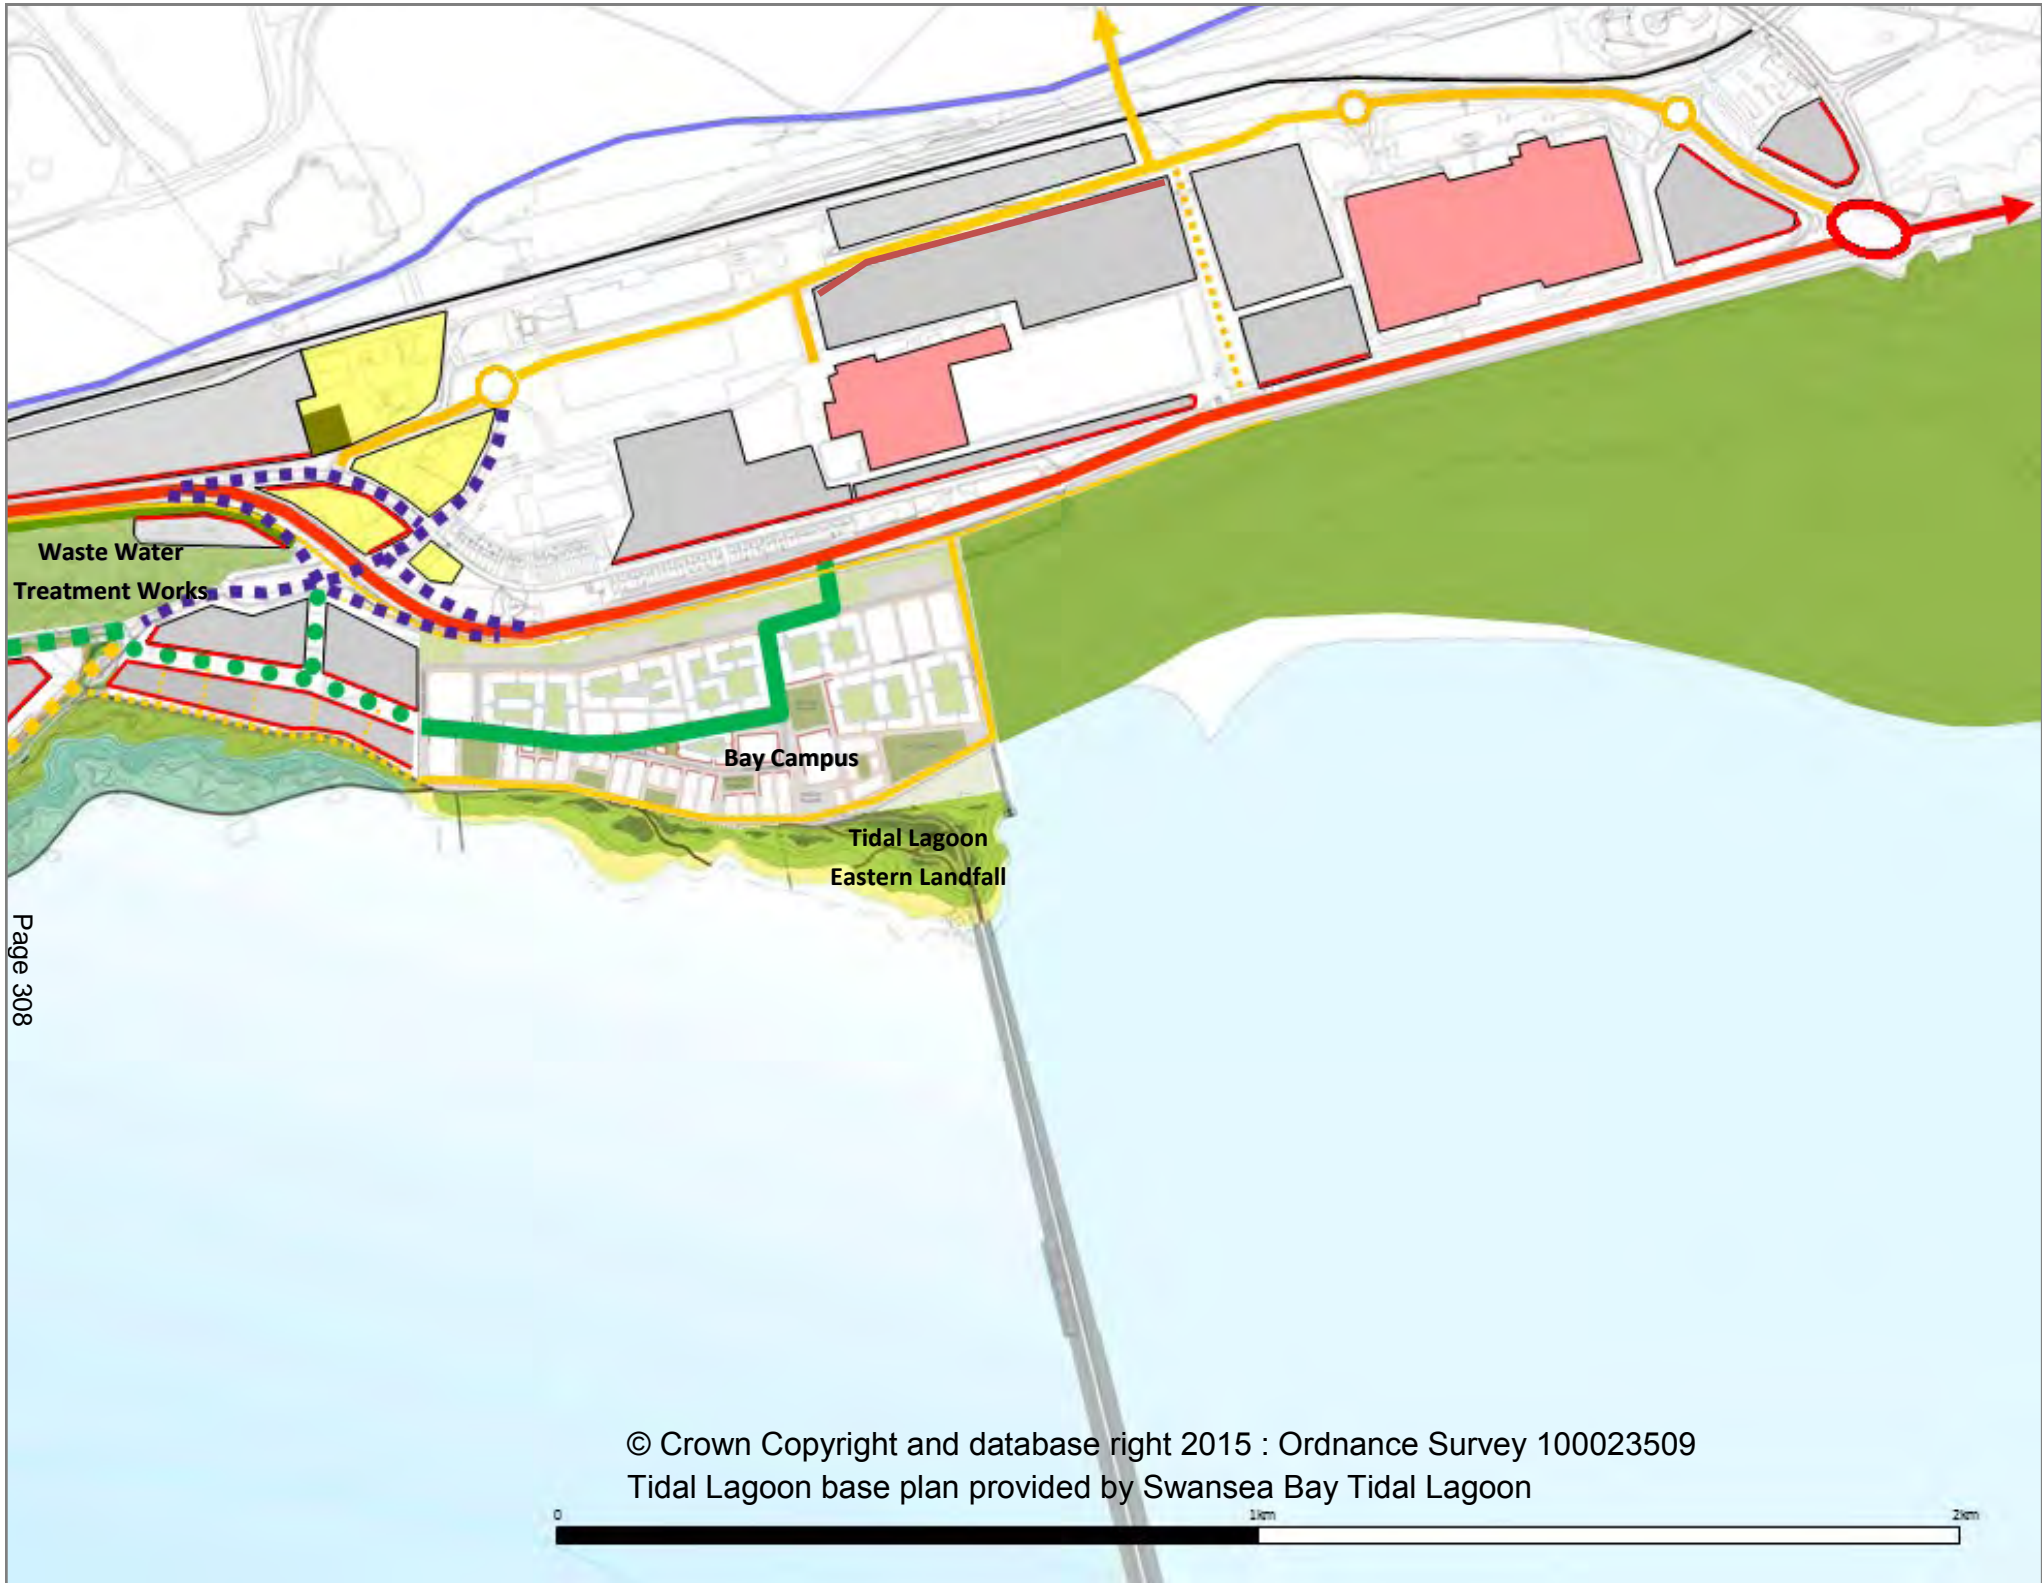 Waste Water
Treatment Works
Bay Campus
Tidal Lagoon
Eastern Landfall
Page 308
© Crown Copyright and database right 2015 : Ordnance Survey 100023509
Tidal Lagoon base plan provided by Swansea Bay Tidal Lagoon
0 1km 2km